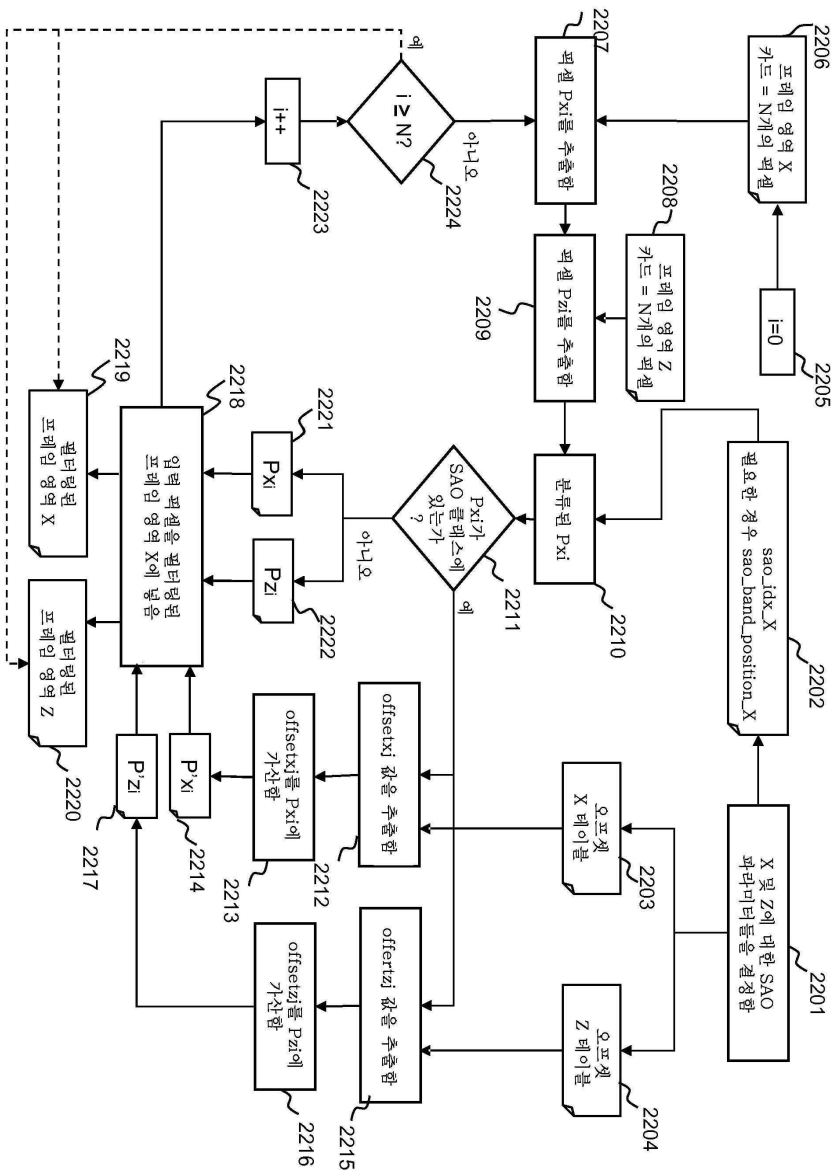 2201
X 및 Z에 대한 SAO
파라미터들을 결정함
2202
sao_idx_X
필요한 경우 sao_band_position_X
2203
오프셋
X 테이블
2204
오프셋
Z 테이블
2205
i=0
2206
프레임 영역 X
카드 = N개의 픽셀
2207
픽셀 Pxi를 추출함
2208
프레임 영역 Z
카드 = N개의 픽셀
2209
픽셀 Pzi를 추출함
2210
분류된 Pxi
2211
Pxi가
SAO 클래스에
있는가
?
예
아니오
2212
offsetxj 값을 추출함
2213
offsetxj를 Pxi에
가산함
2214
P'xi
2215
offertzj 값을 추출함
2216
offsetzj를 Pzi에
가산함
2217
P'zi
2218
입력 픽셀을 필터링된
프레임 영역 X에 넣음
2219
필터링된
프레임 영역 X
2220
필터링된
프레임 영역 Z
2221
Pxi
2222
Pzi
2223
i++
2224
i ≥ N?
아니오
예